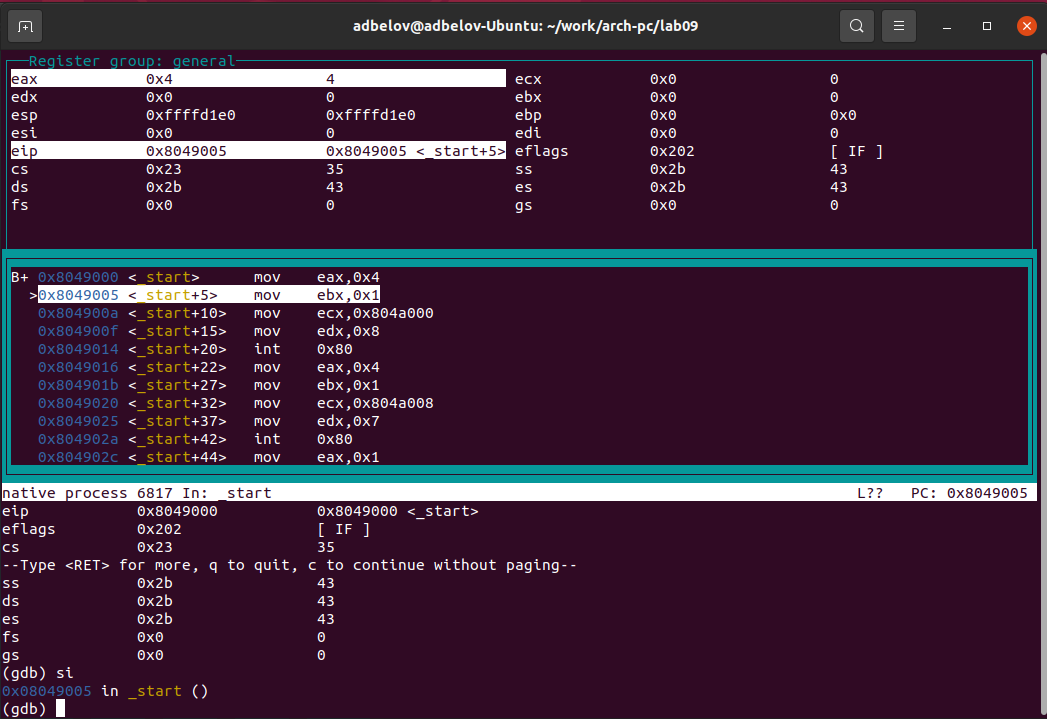 adbelov@adbelov-Ubuntu: ~/work/arch-pc/lab09
Register group: general
eax 0x4 4 ecx 0x0 0
edx 0x0 0 ebx 0x0 0
esp 0xffffd1e0 0xffffd1e0 ebp 0x0 0x0
esi 0x0 0 edi 0x0 0
eip 0x8049005 0x8049005 <_start+5> eflags 0x202 [ IF ]
cs 0x23 35 ss 0x2b 43
ds 0x2b 43 es 0x2b 43
fs 0x0 0 gs 0x0 0
B+ 0x8049000 <_start> mov eax,0x4
>0x8049005 <_start+5> mov ebx,0x1
0x804900a <_start+10> mov ecx,0x804a000
0x804900f <_start+15> mov edx,0x8
0x8049014 <_start+20> int 0x80
0x8049016 <_start+22> mov eax,0x4
0x804901b <_start+27> mov ebx,0x1
0x8049020 <_start+32> mov ecx,0x804a008
0x8049025 <_start+37> mov edx,0x7
0x804902a <_start+42> int 0x80
0x804902c <_start+44> mov eax,0x1
native process 6817 In: _start L?? PC: 0x8049005
eip 0x8049000 0x8049000 <_start>
eflags 0x202 [ IF ]
cs 0x23 35
--Type <RET> for more, q to quit, c to continue without paging--
ss 0x2b 43
ds 0x2b 43
es 0x2b 43
fs 0x0 0
gs 0x0 0
(gdb) si
0x08049005 in _start ()
(gdb)